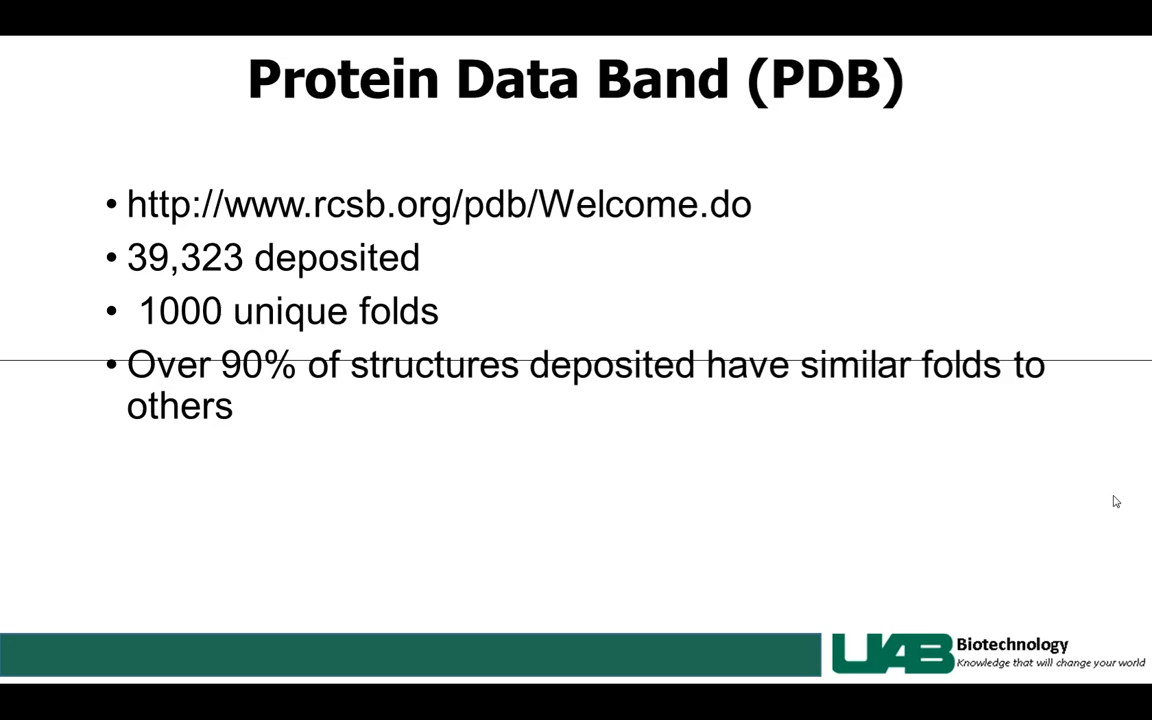 Protein Data Band (PDB)
• http://www.rcsb.org/pdb/Welcome.do
• 39,323 deposited
• 1000 unique folds
• Over 90% of structures deposited have similar folds to
others
UAB Biotechnology
Knowledge that will change your world